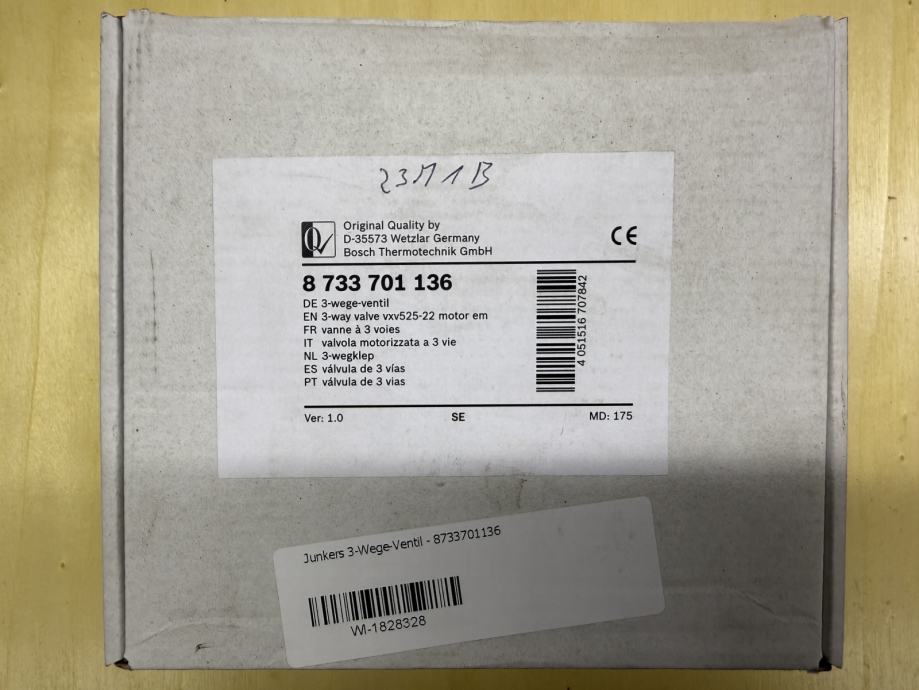 23M1B
Original Quality by
D-35573 Wetzlar Germany
Bosch Thermotechnik GmbH
CE
8 733 701 136
DE 3-wege-ventil
EN 3-way valve vxv525-22 motor em
FR vanne à 3 voies
IT valvola motorizzata a 3 vie
NL 3-wegklep
ES válvula de 3 vías
PT válvula de 3 vias
4 051516 707842
Ver: 1.0 SE MD: 175
Junkers 3-Wege-Ventil - 8733701136
WI-1828328